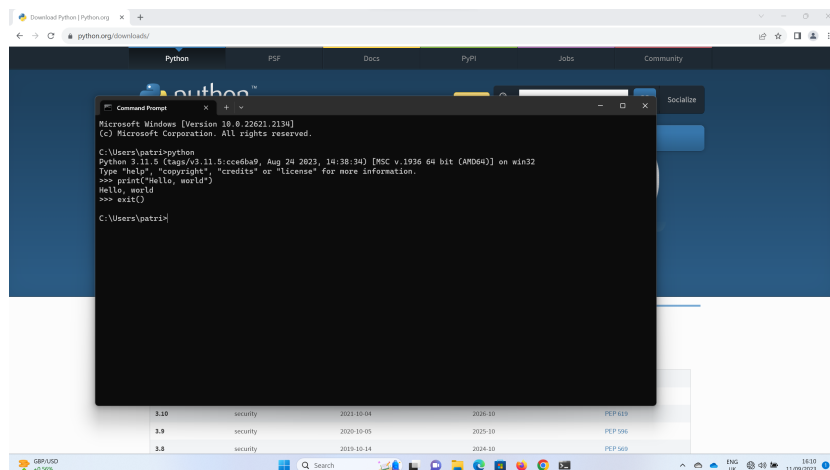 Download Python | Python.org
python.org/downloads/
Python PSF Docs PyPI Jobs Community
python™
Socialize
Command Prompt
Microsoft Windows [Version 10.0.22621.2134]
(c) Microsoft Corporation. All rights reserved.
C:\Users\patri>python
Python 3.11.5 (tags/v3.11.5:cce6ba9, Aug 24 2023, 14:38:34) [MSC v.1936 64 bit (AMD64)] on win32
Type "help", "copyright", "credits" or "license" for more information.
>>> print("Hello, world")
Hello, world
>>> exit()
C:\Users\patri>
3.10 security 2021-10-04 2026-10 PEP 619
3.9 security 2020-10-05 2025-10 PEP 596
3.8 security 2019-10-14 2024-10 PEP 569
GBP/USD
+0.56%
Search
ENG
UK
16:10
11/09/2023